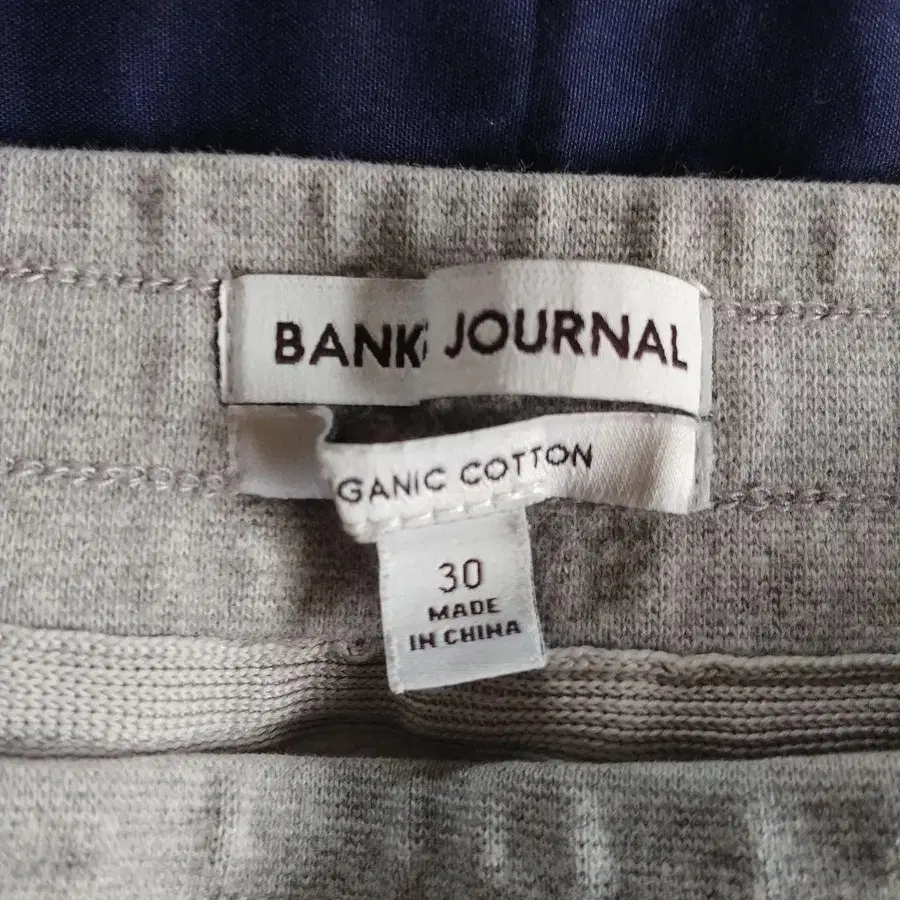 BANK JOURNAL
GANIC COTTON
30
MADE
IN CHINA